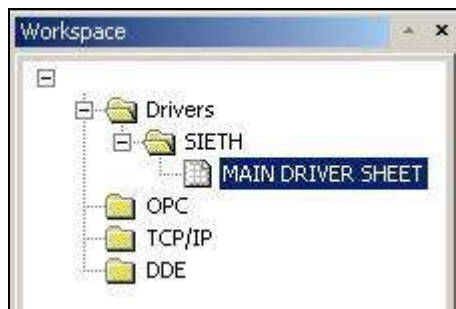 Workspace
Drivers
SIETH
MAIN DRIVER SHEET
OPC
TCP/IP
DDE